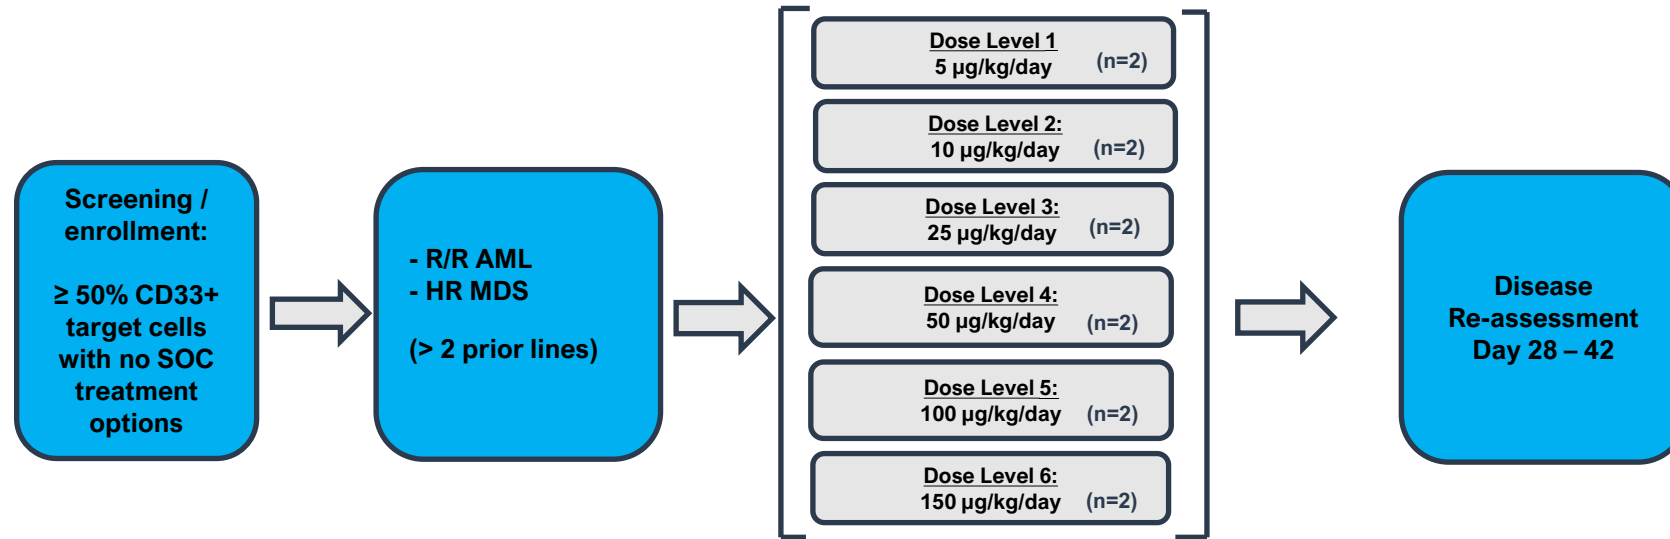 Screening /
enrollment:
≥ 50% CD33+
target cells
with no SOC
treatment
options
- R/R AML
- HR MDS
(> 2 prior lines)
Dose Level 1
5 µg/kg/day (n=2)
Dose Level 2:
10 µg/kg/day (n=2)
Dose Level 3:
25 µg/kg/day (n=2)
Dose Level 4:
50 µg/kg/day (n=2)
Dose Level 5:
100 µg/kg/day (n=2)
Dose Level 6:
150 µg/kg/day (n=2)
Disease
Re-assessment
Day 28 – 42